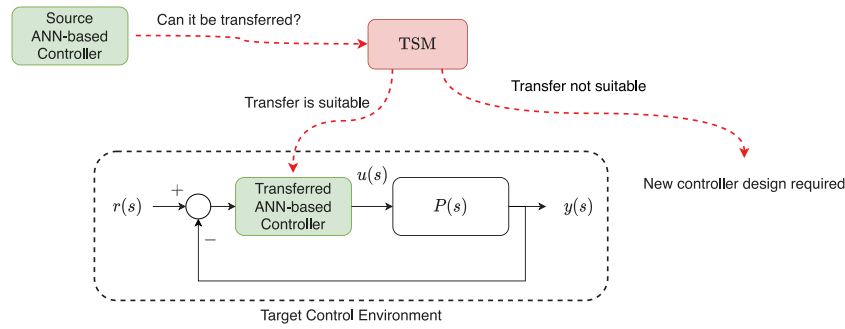 Source
ANN-based
Controller
Can it be transferred?
TSM
Transfer is suitable
Transfer not suitable
New controller design required
r(s)
+
−
Transferred
ANN-based
Controller
u(s)
P(s)
y(s)
Target Control Environment